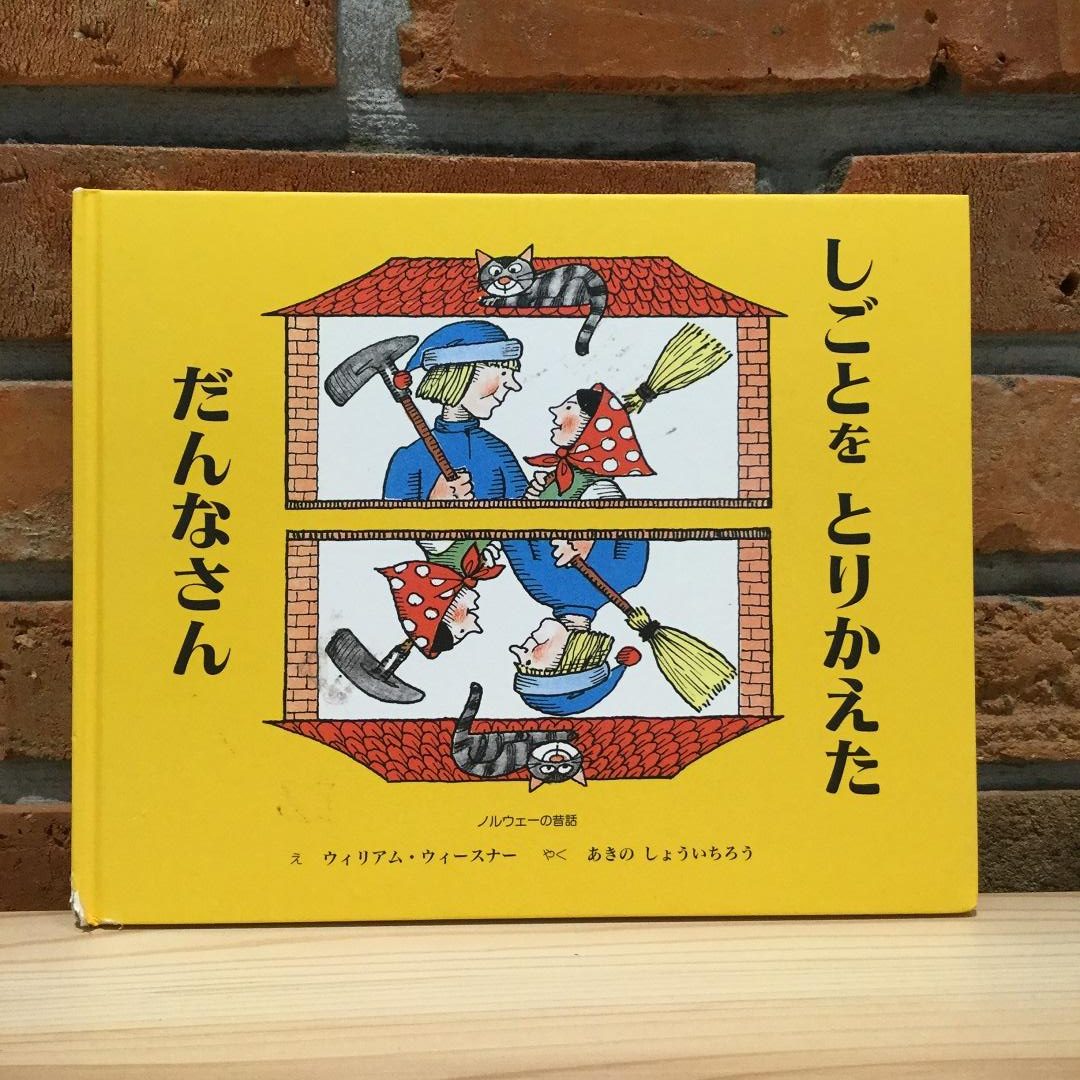 しごとを とりかえた
だんなさん
ノルウェーの昔話
え ウィリアム・ウィースナー やく あきの しょういちろう